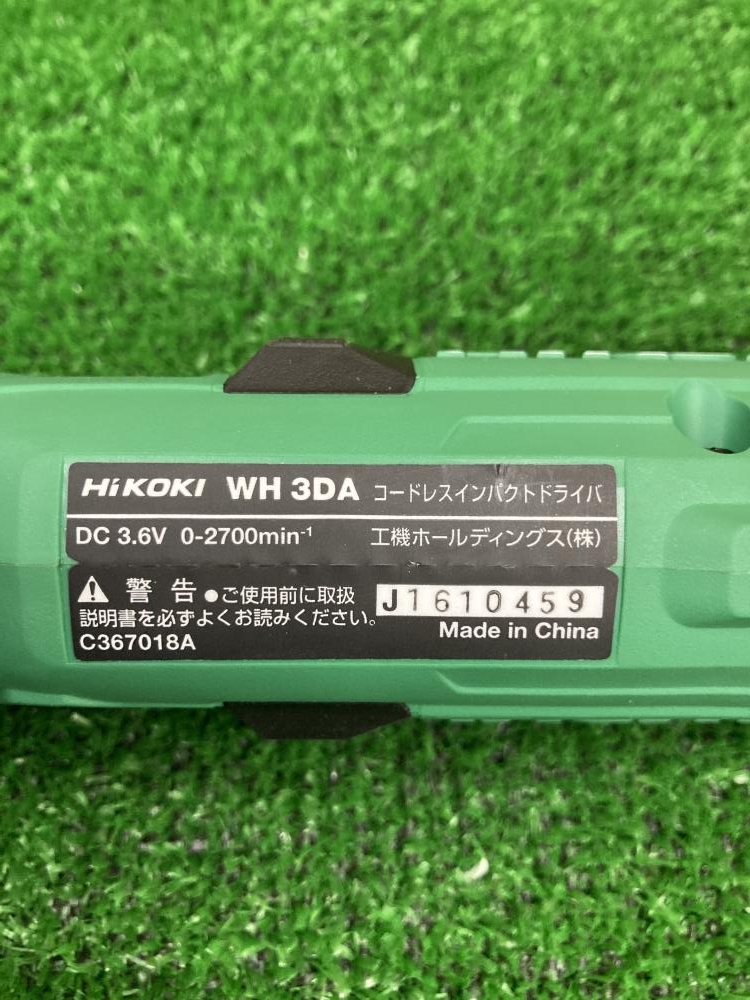 HiKOKI WH 3DA コードレスインパクトドライバ
DC 3.6V 0-2700min⁻¹ 工機ホールディングス(株)
警告 ●ご使用前に取扱
説明書を必ずよくお読みください。
J1610459
C367018A
Made in China